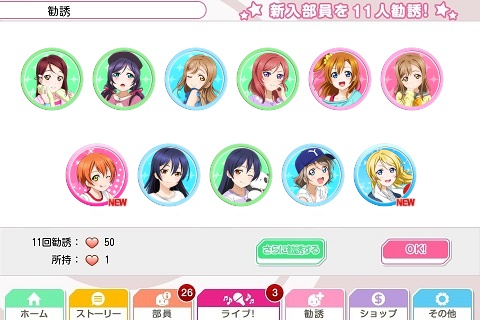 勧誘
新入部員を11人勧誘!
NEW
NEW
11回勧誘: 50
所持: 1
さらに勧誘する
OK!
26
3
ホーム
ストーリー
部員
ライブ!
勧誘
ショップ
その他